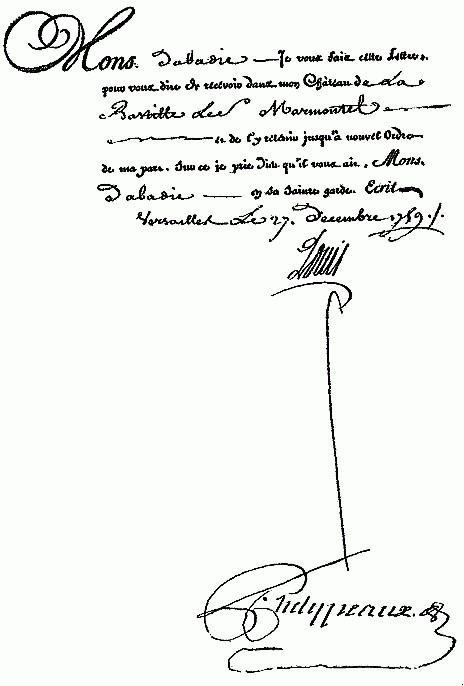 Mons. Dabadie — Je vous fais cette Lettre.
pour vous dire de recevoir dans mon Château de La
Bastille Le Sr Marmontel —
— et de l'y retenir jusqu'à nouvel Ordre
de ma part. Sur ce je prie Dieu qu'il vous ait. Mons.
Dabadie — en Sa Sainte garde. Ecrit
Versailles Le 27. Decembre 1759./.
Louis
Phelypeaux.